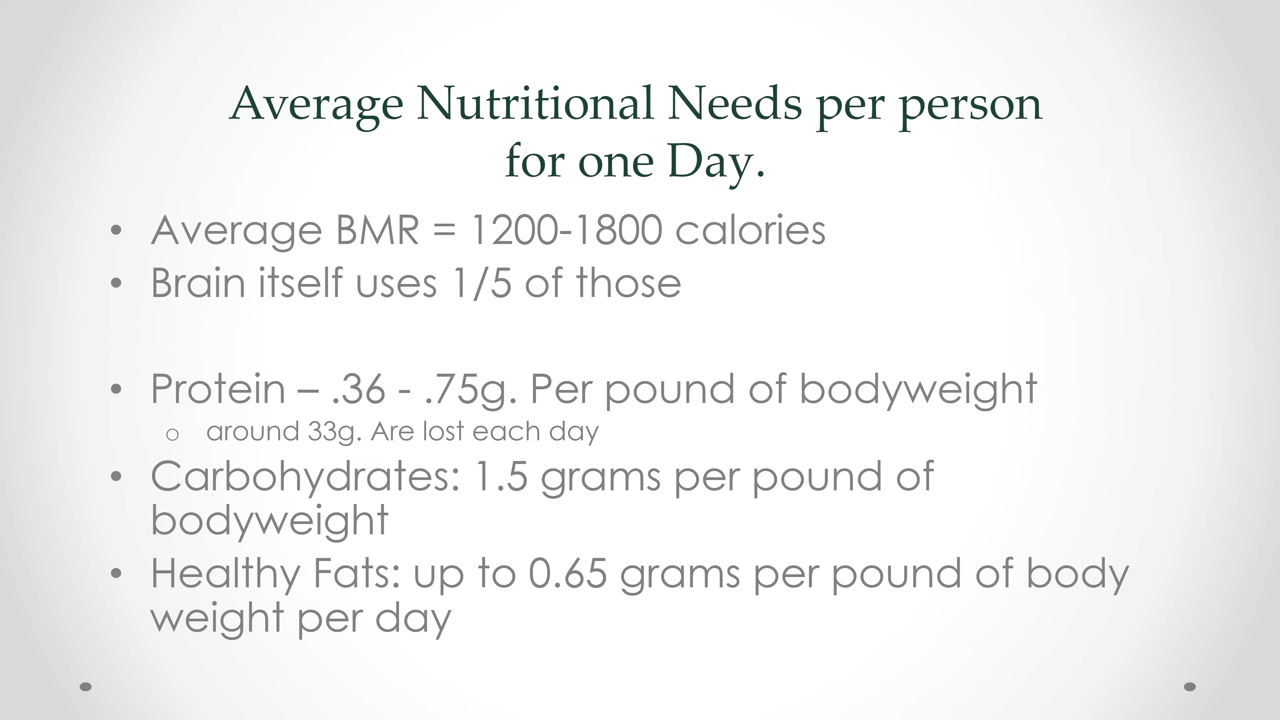 Average Nutritional Needs per person
for one Day.
• Average BMR = 1200-1800 calories
• Brain itself uses 1/5 of those
• Protein – .36 - .75g. Per pound of bodyweight
o around 33g. Are lost each day
• Carbohydrates: 1.5 grams per pound of
bodyweight
• Healthy Fats: up to 0.65 grams per pound of body
weight per day